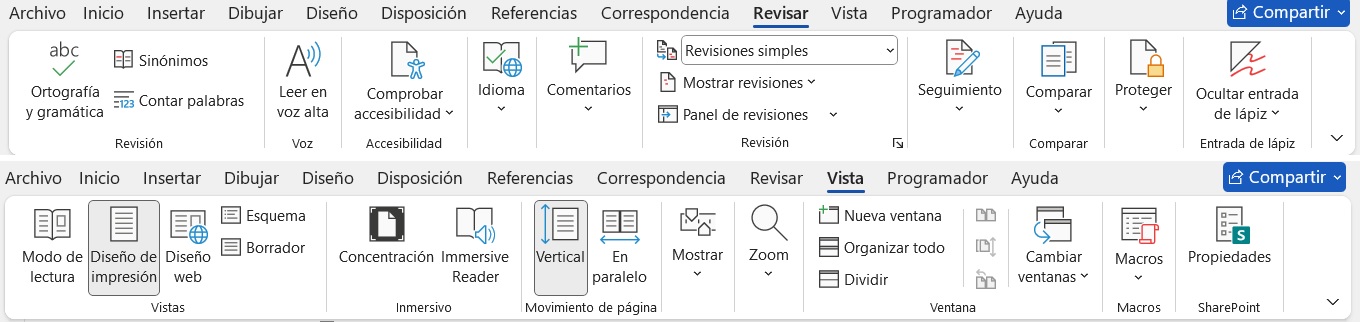 Archivo Inicio Insertar Dibujar Diseño Disposición Referencias Correspondencia Revisar Vista Programador Ayuda Compartir
abc
Ortografía
y gramática
Sinónimos
123 Contar palabras
Revisión
A
Leer en
voz alta
Voz
Comprobar
accesibilidad
Accesibilidad
Idioma
Comentarios
Revisiones simples
Mostrar revisiones
Panel de revisiones
Revisión
Seguimiento
Comparar
Comparar
Proteger
Ocultar entrada
de lápiz
Entrada de lápiz
Archivo Inicio Insertar Dibujar Diseño Disposición Referencias Correspondencia Revisar Vista Programador Ayuda Compartir
Modo de
lectura
Diseño de
impresión
Diseño
web
Esquema
Borrador
Vistas
Concentración
Immersive
Reader
Inmersivo
Vertical
En
paralelo
Movimiento de página
Mostrar
Zoom
Nueva ventana
Organizar todo
Dividir
Cambiar
ventanas
Ventana
Macros
Macros
S
Propiedades
SharePoint